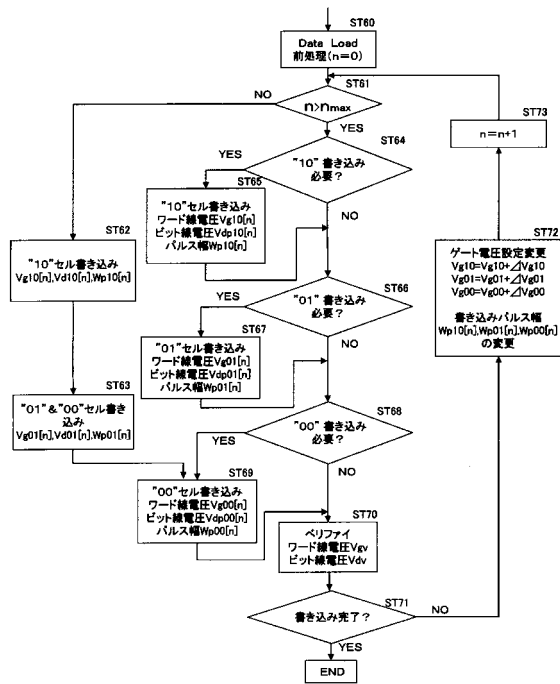 ST60
Data Load
前処理(n=0)
ST61
n>nmax
NO
YES
ST73
n=n+1
ST64
"10"書き込み
必要?
YES
NO
ST65
"10"セル書き込み
ワード線電圧Vg10[n]
ビット線電圧Vdp10[n]
パルス幅Wp10[n]
ST62
"10"セル書き込み
Vg10[n],Vd10[n],Wp10[n]
ST72
ゲート電圧設定変更
Vg10=Vg10+⊿Vg10
Vg01=Vg01+⊿Vg01
Vg00=Vg00+⊿Vg00
書き込みパルス幅
Wp10[n],Wp01[n],Wp00[n]
の変更
ST66
"01"書き込み
必要?
YES
NO
ST67
"01"セル書き込み
ワード線電圧Vg01[n]
ビット線電圧Vdp01[n]
パルス幅Wp01[n]
ST63
"01"&"00"セル書き
込み
Vg01[n],Vd01[n],Wp01[n]
ST68
"00"書き込み
必要?
YES
NO
ST69
"00"セル書き込み
ワード線電圧Vg00[n]
ビット線電圧Vdp00[n]
パルス幅Wp00[n]
ST70
ベリファイ
ワード線電圧Vgv
ビット線電圧Vdv
ST71
書き込み完了?
NO
YES
END